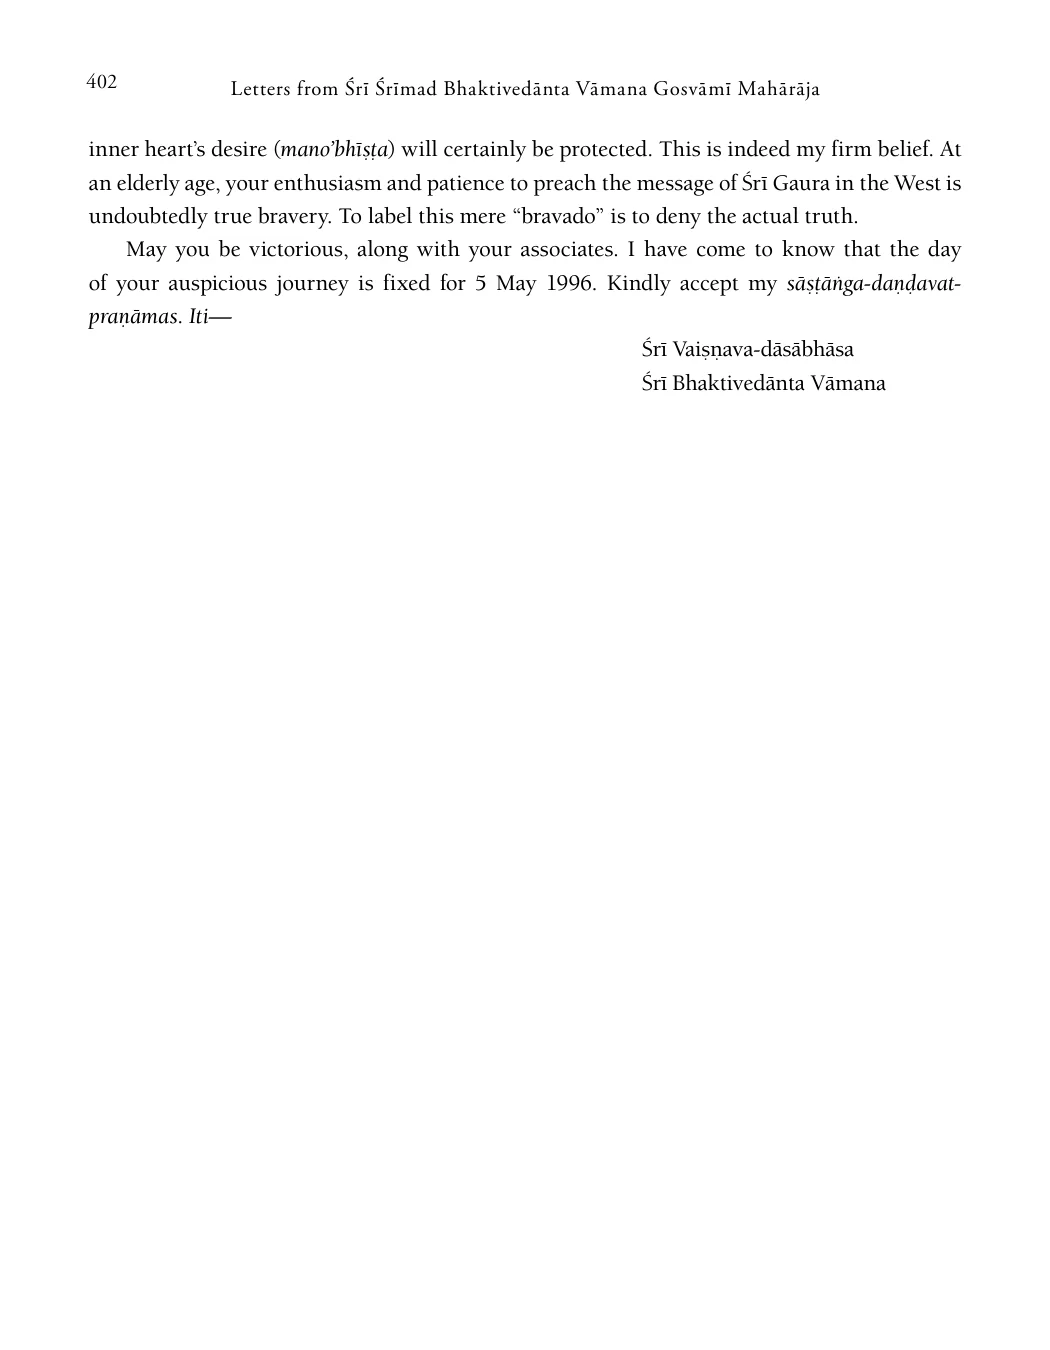 402
Letters from Śrī Śrīmad Bhaktivedānta Vāmana Gosvāmī Mahārāja
inner heart’s desire (mano’bhīṣṭa) will certainly be protected. This is indeed my firm belief. At
an elderly age, your enthusiasm and patience to preach the message of Śrī Gaura in the West is
undoubtedly true bravery. To label this mere “bravado” is to deny the actual truth.
May you be victorious, along with your associates. I have come to know that the day
of your auspicious journey is fixed for 5 May 1996. Kindly accept my sāṣṭāṅga-daṇḍavat-
praṇāmas. Iti—
Śrī Vaiṣṇava-dāsābhāsa
Śrī Bhaktivedānta Vāmana